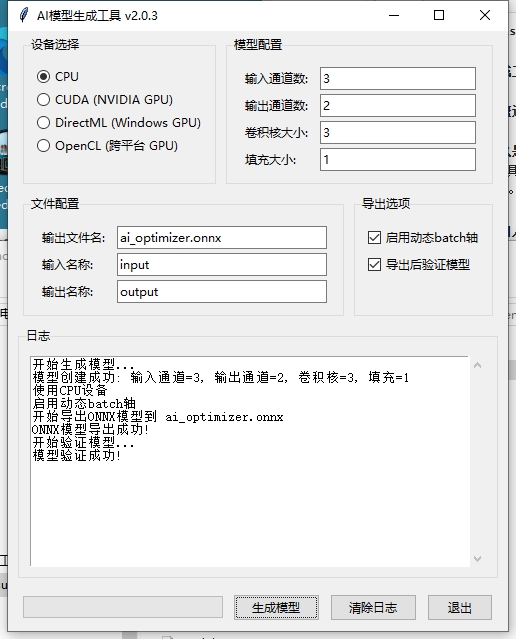 AI模型生成工具 v2.0.3
设备选择
CPU
CUDA (NVIDIA GPU)
DirectML (Windows GPU)
OpenCL (跨平台 GPU)
模型配置
输入通道数: 3
输出通道数: 2
卷积核大小: 3
填充大小: 1
文件配置
输出文件名: ai_optimizer.onnx
输入名称: input
输出名称: output
导出选项
启用动态batch轴
导出后验证模型
日志
开始生成模型...
模型创建成功: 输入通道=3, 输出通道=2, 卷积核=3, 填充=1
使用CPU设备
启用动态batch轴
开始导出ONNX模型到 ai_optimizer.onnx
ONNX模型导出成功!
开始验证模型...
模型验证成功!
生成模型 清除日志 退出